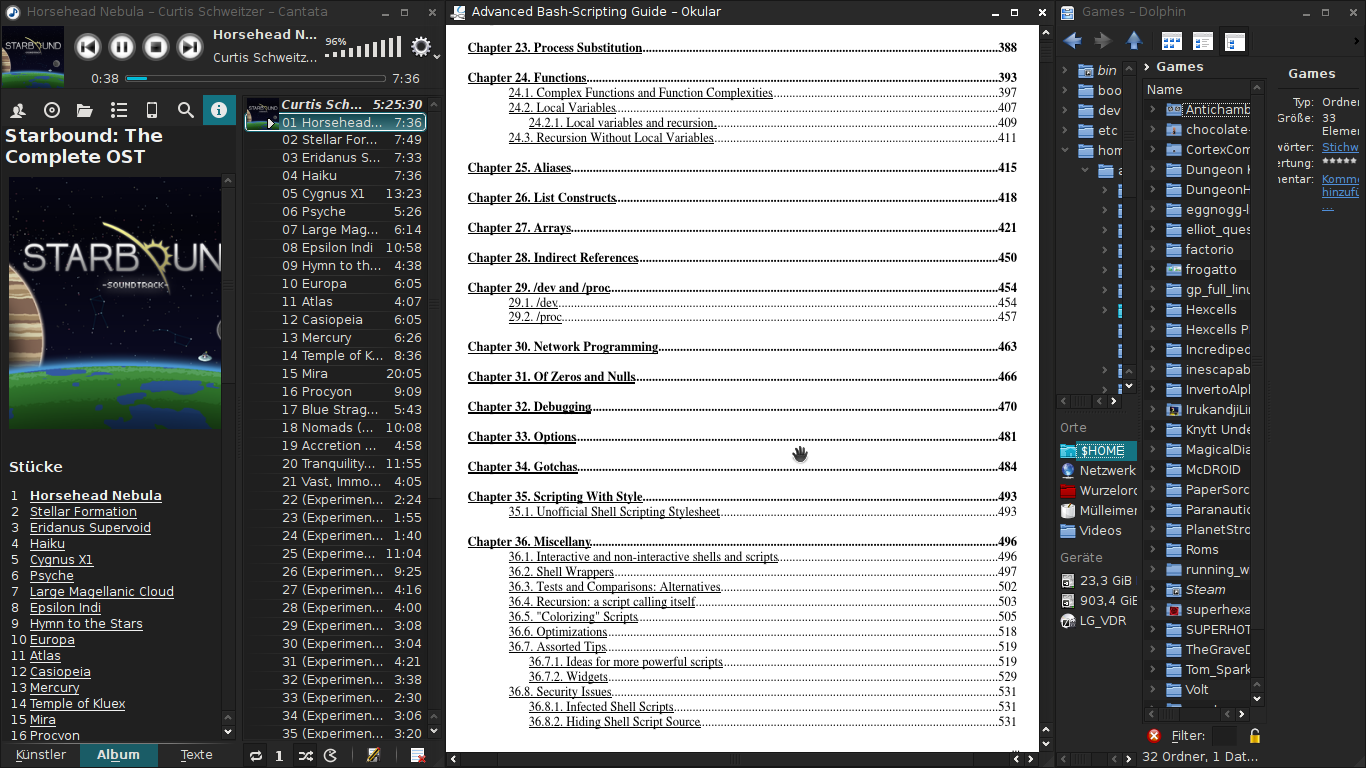 Horsehead Nebula – Curtis Schweitzer – Cantata
Horsehead N...
Curtis Schweitz...
96%
0:38
7:36
Starbound: The
Complete OST
STARBOUND
-SOUNDTRACK-
Stücke
1 Horsehead Nebula
2 Stellar Formation
3 Eridanus Supervoid
4 Haiku
5 Cygnus X1
6 Psyche
7 Large Magellanic Cloud
8 Epsilon Indi
9 Hymn to the Stars
10 Europa
11 Atlas
12 Casiopeia
13 Mercury
14 Temple of Kluex
15 Mira
16 Procyon
Künstler
Album
Texte
Curtis Sch... 5:25:30
01 Horsehead... 7:36
02 Stellar For... 7:49
03 Eridanus S... 7:33
04 Haiku 7:36
05 Cygnus X1 13:23
06 Psyche 5:26
07 Large Mag... 6:14
08 Epsilon Indi 10:58
09 Hymn to th... 4:38
10 Europa 6:05
11 Atlas 4:07
12 Casiopeia 6:05
13 Mercury 6:26
14 Temple of K... 8:36
15 Mira 20:05
16 Procyon 9:09
17 Blue Strag... 5:43
18 Nomads (... 10:08
19 Accretion ... 4:58
20 Tranquility... 11:55
21 Vast, Immo... 4:05
22 (Experimen... 2:24
23 (Experimen... 1:55
24 (Experimen... 1:40
25 (Experime... 11:04
26 (Experimen... 9:25
27 (Experimen... 4:16
28 (Experimen... 4:00
29 (Experimen... 3:08
30 (Experimen... 3:04
31 (Experimen... 4:21
32 (Experimen... 3:38
33 (Experimen... 2:30
34 (Experimen... 3:06
35 (Experimen... 3:20
1
Advanced Bash-Scripting Guide – Okular
Chapter 23. Process Substitution 388
Chapter 24. Functions 393
24.1. Complex Functions and Function Complexities 397
24.2. Local Variables 407
24.2.1. Local variables and recursion. 409
24.3. Recursion Without Local Variables 411
Chapter 25. Aliases 415
Chapter 26. List Constructs 418
Chapter 27. Arrays 421
Chapter 28. Indirect References 450
Chapter 29. /dev and /proc 454
29.1. /dev 454
29.2. /proc 457
Chapter 30. Network Programming 463
Chapter 31. Of Zeros and Nulls 466
Chapter 32. Debugging 470
Chapter 33. Options 481
Chapter 34. Gotchas 484
Chapter 35. Scripting With Style 493
35.1. Unofficial Shell Scripting Stylesheet 493
Chapter 36. Miscellany 496
36.1. Interactive and non-interactive shells and scripts 496
36.2. Shell Wrappers 497
36.3. Tests and Comparisons: Alternatives 502
36.4. Recursion: a script calling itself 503
36.5. "Colorizing" Scripts 505
36.6. Optimizations 518
36.7. Assorted Tips 519
36.7.1. Ideas for more powerful scripts 519
36.7.2. Widgets 529
36.8. Security Issues 531
36.8.1. Infected Shell Scripts 531
36.8.2. Hiding Shell Script Source 531
Games – Dolphin
bin
boo
dev
etc
hom
a
Orte
$HOME
Netzwerk
Wurzelord
Mülleimer
Videos
Geräte
23,3 GiB
903,4 GiB
LG_VDR
Games
Name
Antichamb
chocolate-
CortexCom
Dungeon K
DungeonH
eggnogg-l
elliot_ques
factorio
frogatto
gp_full_linu
Hexcells
Hexcells P
Incredipec
inescapab
InvertoAlpl
IrukandjiLin
Knytt Unde
MagicalDia
McDROID
PaperSorc
Paranautic
PlanetStro
Roms
running_w
Steam
superhexa
SUPERHOT
TheGraveD
Tom_Spark
Volt
Filter:
32 Ordner, 1 Dat...
Games
Typ: Ordner
Größe: 33
Elemen
wörter: Stichw
ertung: *****
mentar: Komme
hinzufü
...